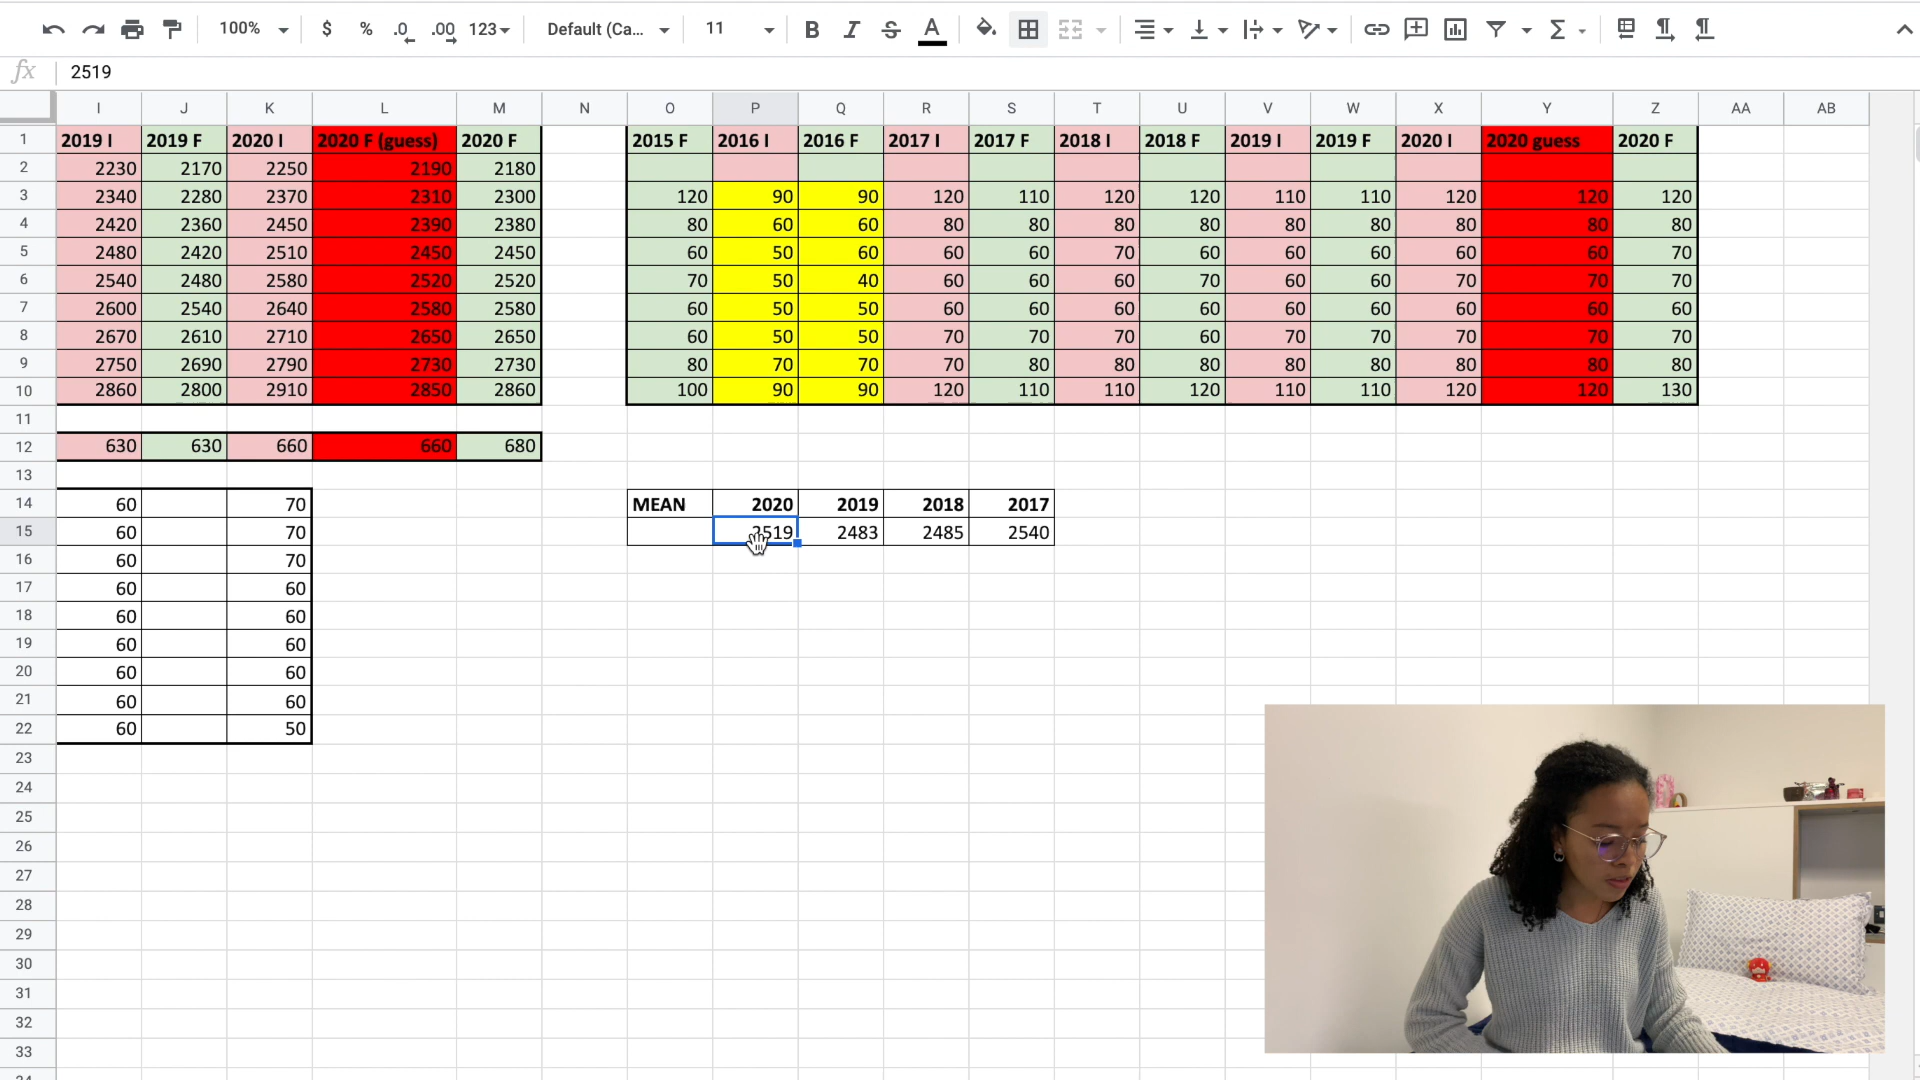 100% $ % .0 .00 123 Default (Ca... 11 B I S A
fx 2519
I J K L M N O P Q R S T U V W X Y Z AA AB
1 2019 I 2019 F 2020 I 2020 F (guess) 2020 F 2015 F 2016 I 2016 F 2017 I 2017 F 2018 I 2018 F 2019 I 2019 F 2020 I 2020 guess 2020 F
2 2230 2170 2250 2190 2180
3 2340 2280 2370 2310 2300 120 90 90 120 110 120 120 110 110 120 120 120
4 2420 2360 2450 2390 2380 80 60 60 80 80 80 80 80 80 80 80 80
5 2480 2420 2510 2450 2450 60 50 60 60 60 70 60 60 60 60 60 70
6 2540 2480 2580 2520 2520 70 50 40 60 60 60 70 60 60 70 70 70
7 2600 2540 2640 2580 2580 60 50 50 60 60 60 60 60 60 60 60 60
8 2670 2610 2710 2650 2650 60 50 50 70 70 70 60 70 70 70 70 70
9 2750 2690 2790 2730 2730 80 70 70 70 80 80 80 80 80 80 80 80
10 2860 2800 2910 2850 2860 100 90 90 120 110 110 120 110 110 120 120 130
11
12 630 630 660 660 680
13
14 60 70 MEAN 2020 2019 2018 2017
15 60 70 2519 2483 2485 2540
16 60 70
17 60 60
18 60 60
19 60 60
20 60 60
21 60 60
22 60 50
23
24
25
26
27
28
29
30
31
32
33